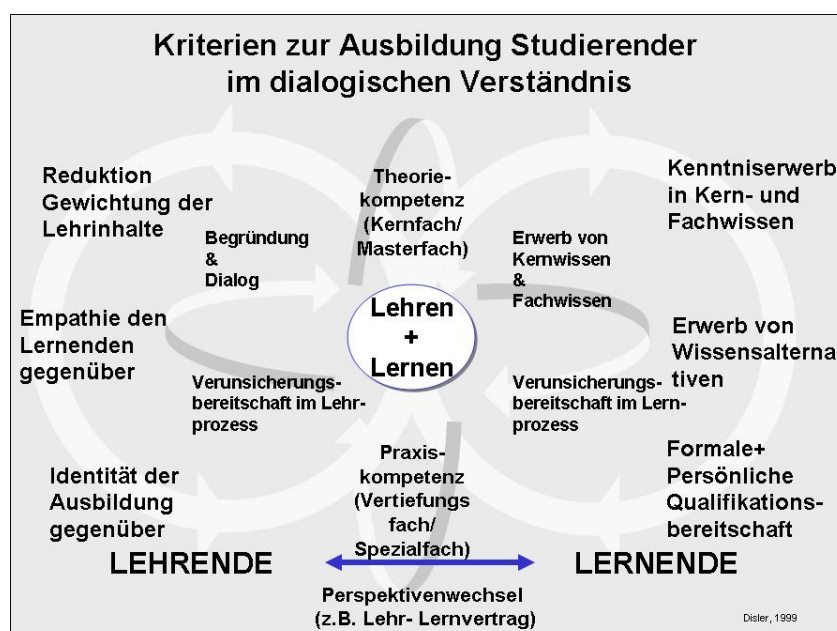 Kriterien zur Ausbildung Studierender
im dialogischen Verständnis
Reduktion
Gewichtung der
Lehrinhalte
Theorie-
kompetenz
(Kernfach/
Masterfach)
Kenntniserwerb
in Kern- und
Fachwissen
Begründung
&
Dialog
Erwerb von
Kernwissen
&
Fachwissen
Empathie den
Lernenden
gegenüber
Lehren
+
Lernen
Erwerb von
Wissensalterna
tiven
Verunsicherungs-
bereitschaft im Lehr-
prozess
Verunsicherungs-
bereitschaft im Lern-
prozess
Identität der
Ausbildung
gegenüber
Praxis-
kompetenz
(Vertiefungs
fach/
Spezialfach)
Formale+
Persönliche
Qualifikations-
bereitschaft
LEHRENDE
LERNENDE
Perspektivenwechsel
(z.B. Lehr- Lernvertrag)
Disler, 1999